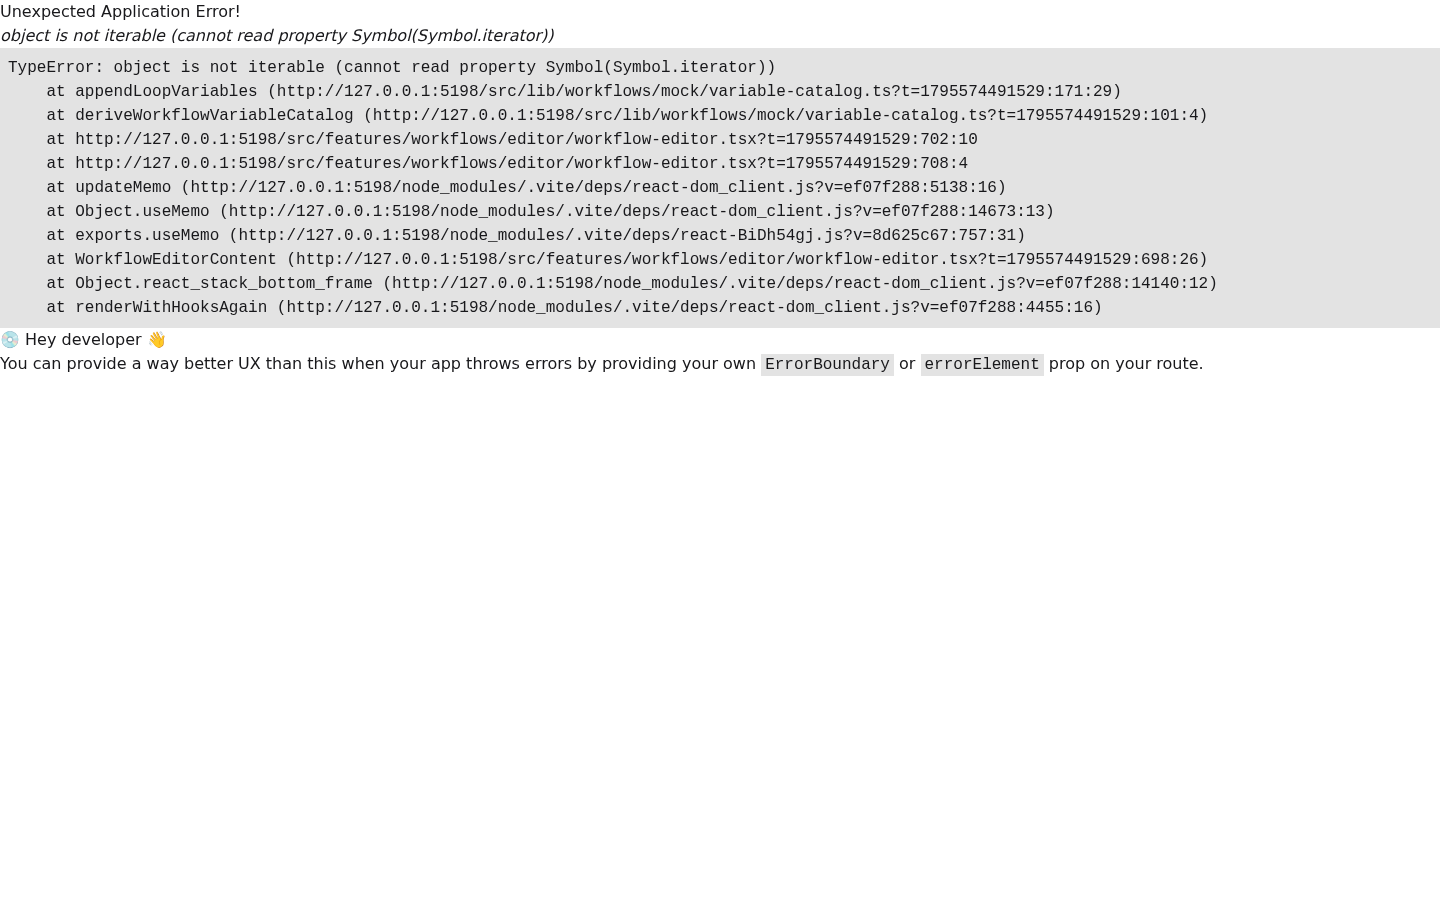 Unexpected Application Error!
object is not iterable (cannot read property Symbol(Symbol.iterator))
TypeError: object is not iterable (cannot read property Symbol(Symbol.iterator))
    at appendLoopVariables (http://127.0.0.1:5198/src/lib/workflows/mock/variable-catalog.ts?t=1795574491529:171:29)
    at deriveWorkflowVariableCatalog (http://127.0.0.1:5198/src/lib/workflows/mock/variable-catalog.ts?t=1795574491529:101:4)
    at http://127.0.0.1:5198/src/features/workflows/editor/workflow-editor.tsx?t=1795574491529:702:10
    at http://127.0.0.1:5198/src/features/workflows/editor/workflow-editor.tsx?t=1795574491529:708:4
    at updateMemo (http://127.0.0.1:5198/node_modules/.vite/deps/react-dom_client.js?v=ef07f288:5138:16)
    at Object.useMemo (http://127.0.0.1:5198/node_modules/.vite/deps/react-dom_client.js?v=ef07f288:14673:13)
    at exports.useMemo (http://127.0.0.1:5198/node_modules/.vite/deps/react-BiDh54gj.js?v=8d625c67:757:31)
    at WorkflowEditorContent (http://127.0.0.1:5198/src/features/workflows/editor/workflow-editor.tsx?t=1795574491529:698:26)
    at Object.react_stack_bottom_frame (http://127.0.0.1:5198/node_modules/.vite/deps/react-dom_client.js?v=ef07f288:14140:12)
    at renderWithHooksAgain (http://127.0.0.1:5198/node_modules/.vite/deps/react-dom_client.js?v=ef07f288:4455:16)
💿 Hey developer 👋
You can provide a way better UX than this when your app throws errors by providing your own ErrorBoundary or errorElement prop on your route.